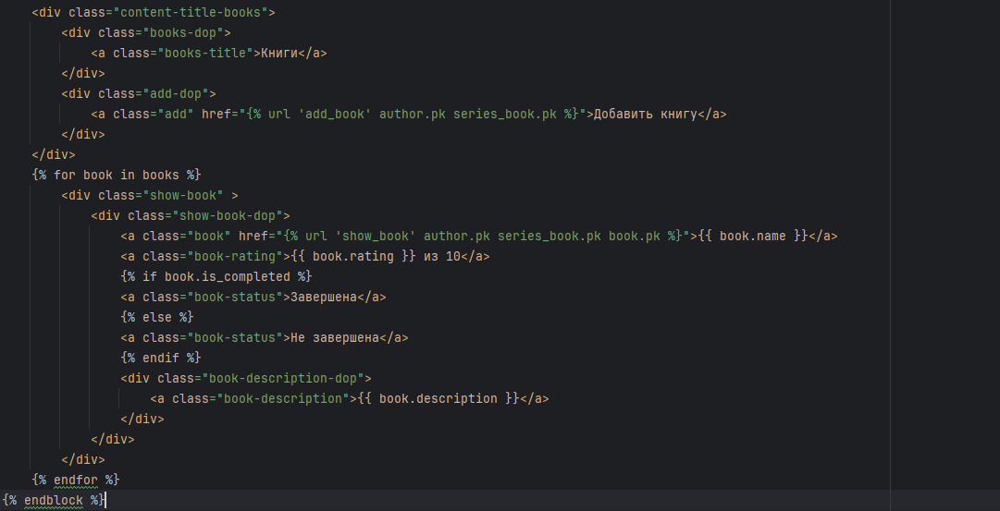 <div class="content-title-books">
<div class="books-dop">
<a class="books-title">Книги</a>
</div>
<div class="add-dop">
<a class="add" href="{% url 'add_book' author.pk series_book.pk %}">Добавить книгу</a>
</div>
</div>
{% for book in books %}
<div class="show-book" >
<div class="show-book-dop">
<a class="book" href="{% url 'show_book' author.pk series_book.pk book.pk %}">{{ book.name }}</a>
<a class="book-rating">{{ book.rating }} из 10</a>
{% if book.is_completed %}
<a class="book-status">Завершена</a>
{% else %}
<a class="book-status">Не завершена</a>
{% endif %}
<div class="book-description-dop">
<a class="book-description">{{ book.description }}</a>
</div>
</div>
</div>
{% endfor %}
{% endblock %}